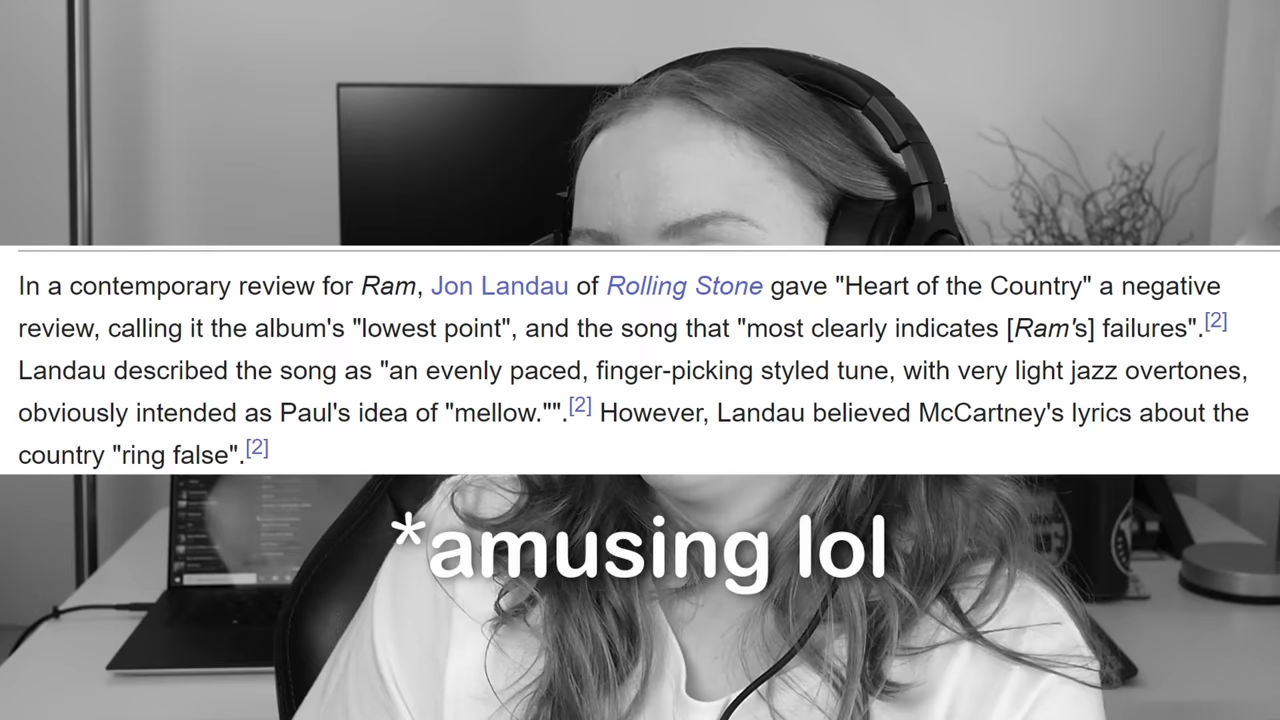 In a contemporary review for Ram, Jon Landau of Rolling Stone gave "Heart of the Country" a negative
review, calling it the album's "lowest point", and the song that "most clearly indicates [Ram's] failures".[2]
Landau described the song as "an evenly paced, finger-picking styled tune, with very light jazz overtones,
obviously intended as Paul's idea of "mellow."".[2] However, Landau believed McCartney's lyrics about the
country "ring false".[2]
*amusing lol